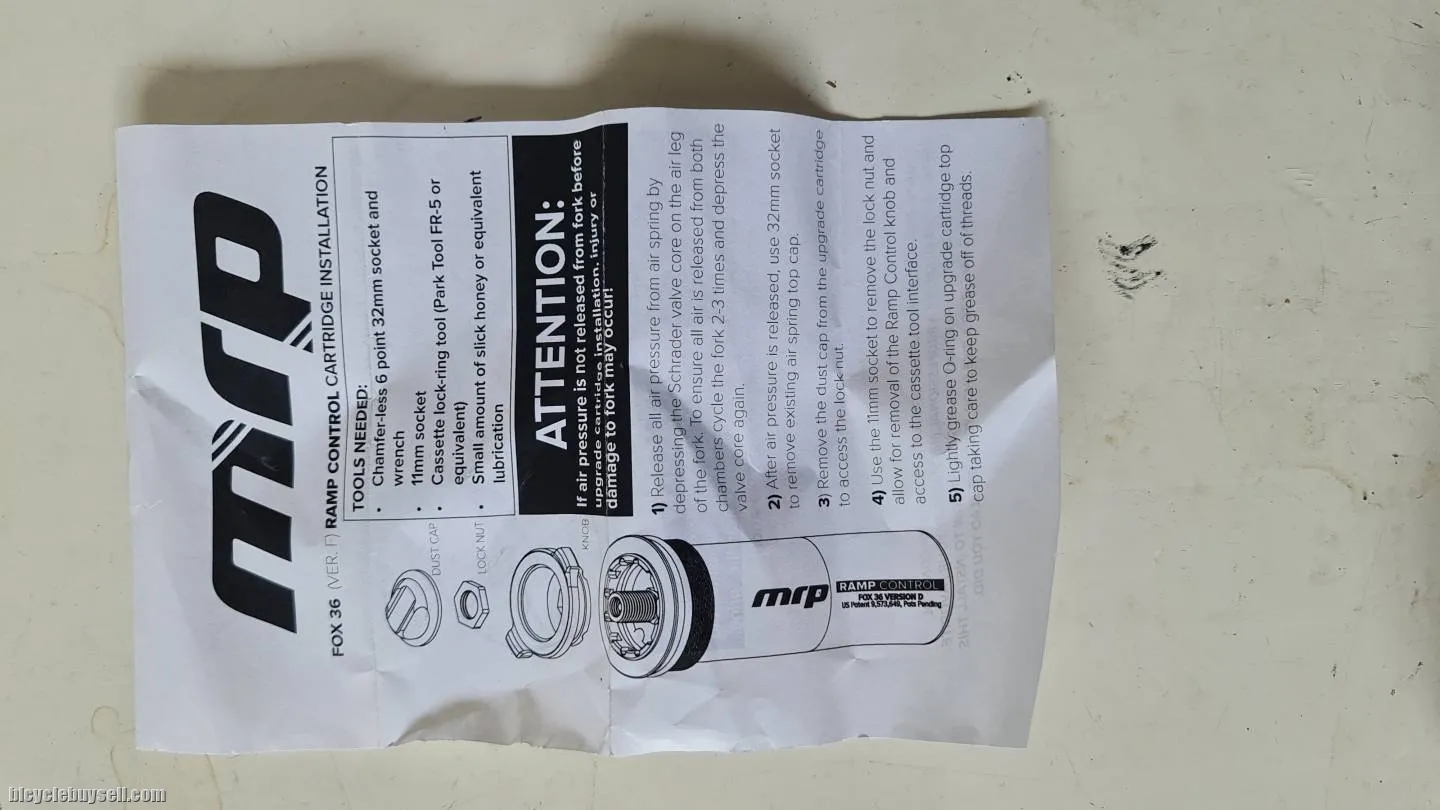 mrp
FOX 36 (VER. F) RAMP CONTROL CARTRIDGE INSTALLATION
TOOLS NEEDED:
• Chamfer-less 6 point 32mm socket and
wrench
• 11mm socket
• Cassette lock-ring tool (Park Tool FR-5 or
equivalent)
• Small amount of slick honey or equivalent
lubrication
DUST CAP
LOCK NUT
KNOB
ATTENTION:
If air pressure is not released from fork before
upgrade cartridge installation, injury or
damage to fork may occur!
1) Release all air pressure from air spring by
depressing the Schrader valve core on the air leg
of the fork. To ensure all air is released from both
chambers cycle the fork 2-3 times and depress the
valve core again.
2) After air pressure is released, use 32mm socket
to remove existing air spring top cap.
3) Remove the dust cap from the upgrade cartridge
to access the lock nut.
4) Use the 11mm socket to remove the lock nut and
allow for removal of the Ramp Control knob and
access to the cassette tool interface.
5) Lightly grease O-ring on upgrade cartridge top
cap taking care to keep grease off of threads.
mrp
RAMP CONTROL
FOX 36 VERSION D
US Patent 9,573,649, Pats Pending
bicyclebuysell.com